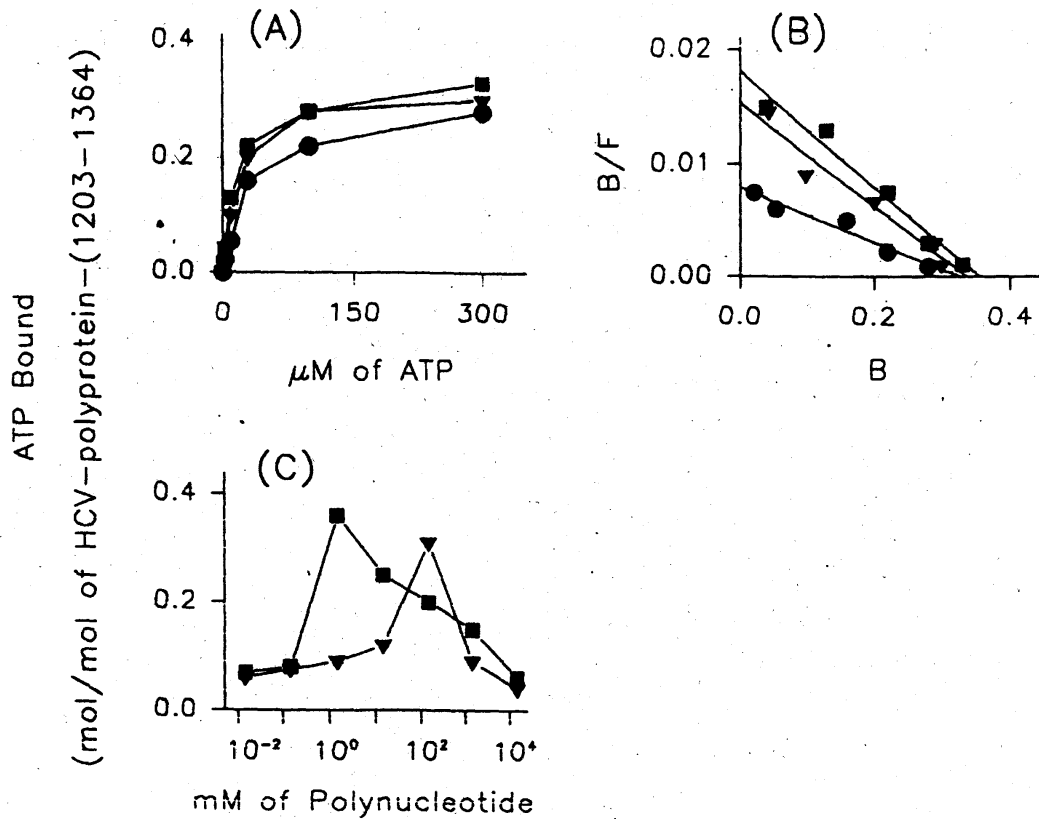 ATP Bound
(mol/mol of HCV-polyprotein-(1203-1364)
(A)
0.4
0.2
0.0
0 150 300
μM of ATP
(B)
B/F
0.02
0.01
0.00
0.0 0.2 0.4
B
(C)
0.4
0.2
0.0
10⁻² 10⁰ 10² 10⁴
mM of Polynucleotide